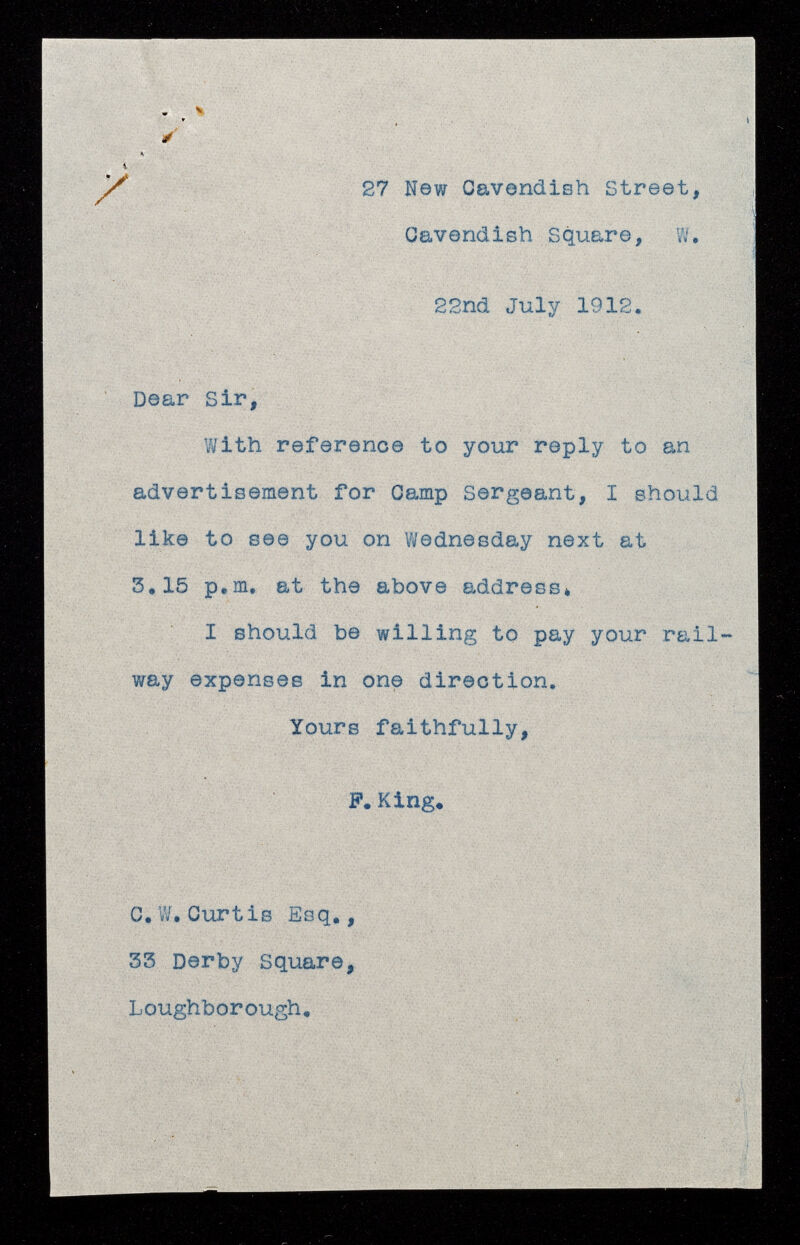 27 New Cavendish Street,
Cavendish Square, W.
22nd July 1912.
Dear Sir,
With reference to your reply to an
advertisement for Camp Sergeant, I should
like to see you on Wednesday next at
3.15 p.m. at the above address.
I should be willing to pay your rail-
way expenses in one direction.
Yours faithfully,
F. King.
C.W. Curtis Esq.,
33 Derby Square,
Loughborough.